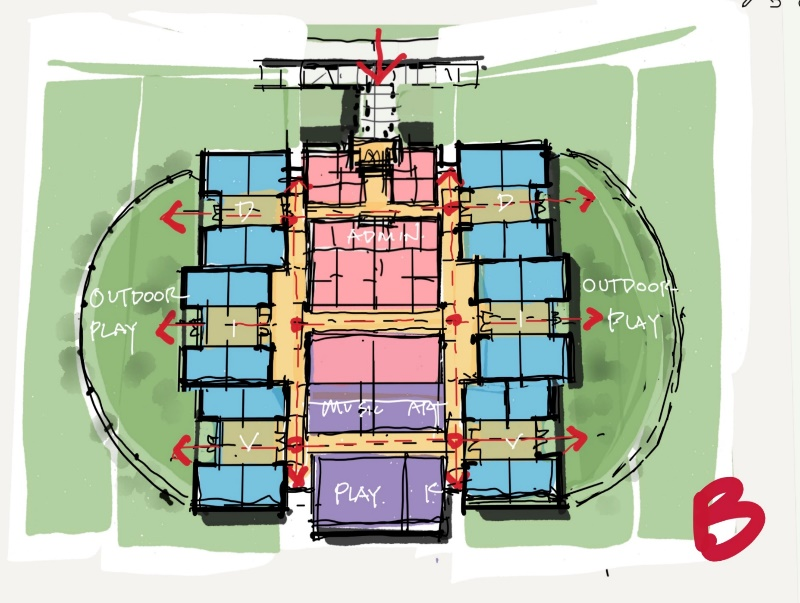 D
D
ADMIN.
OUTDOOR
PLAY
OUTDOOR
PLAY
I
I
MUSIC ART
V
V
PLAY. K
B